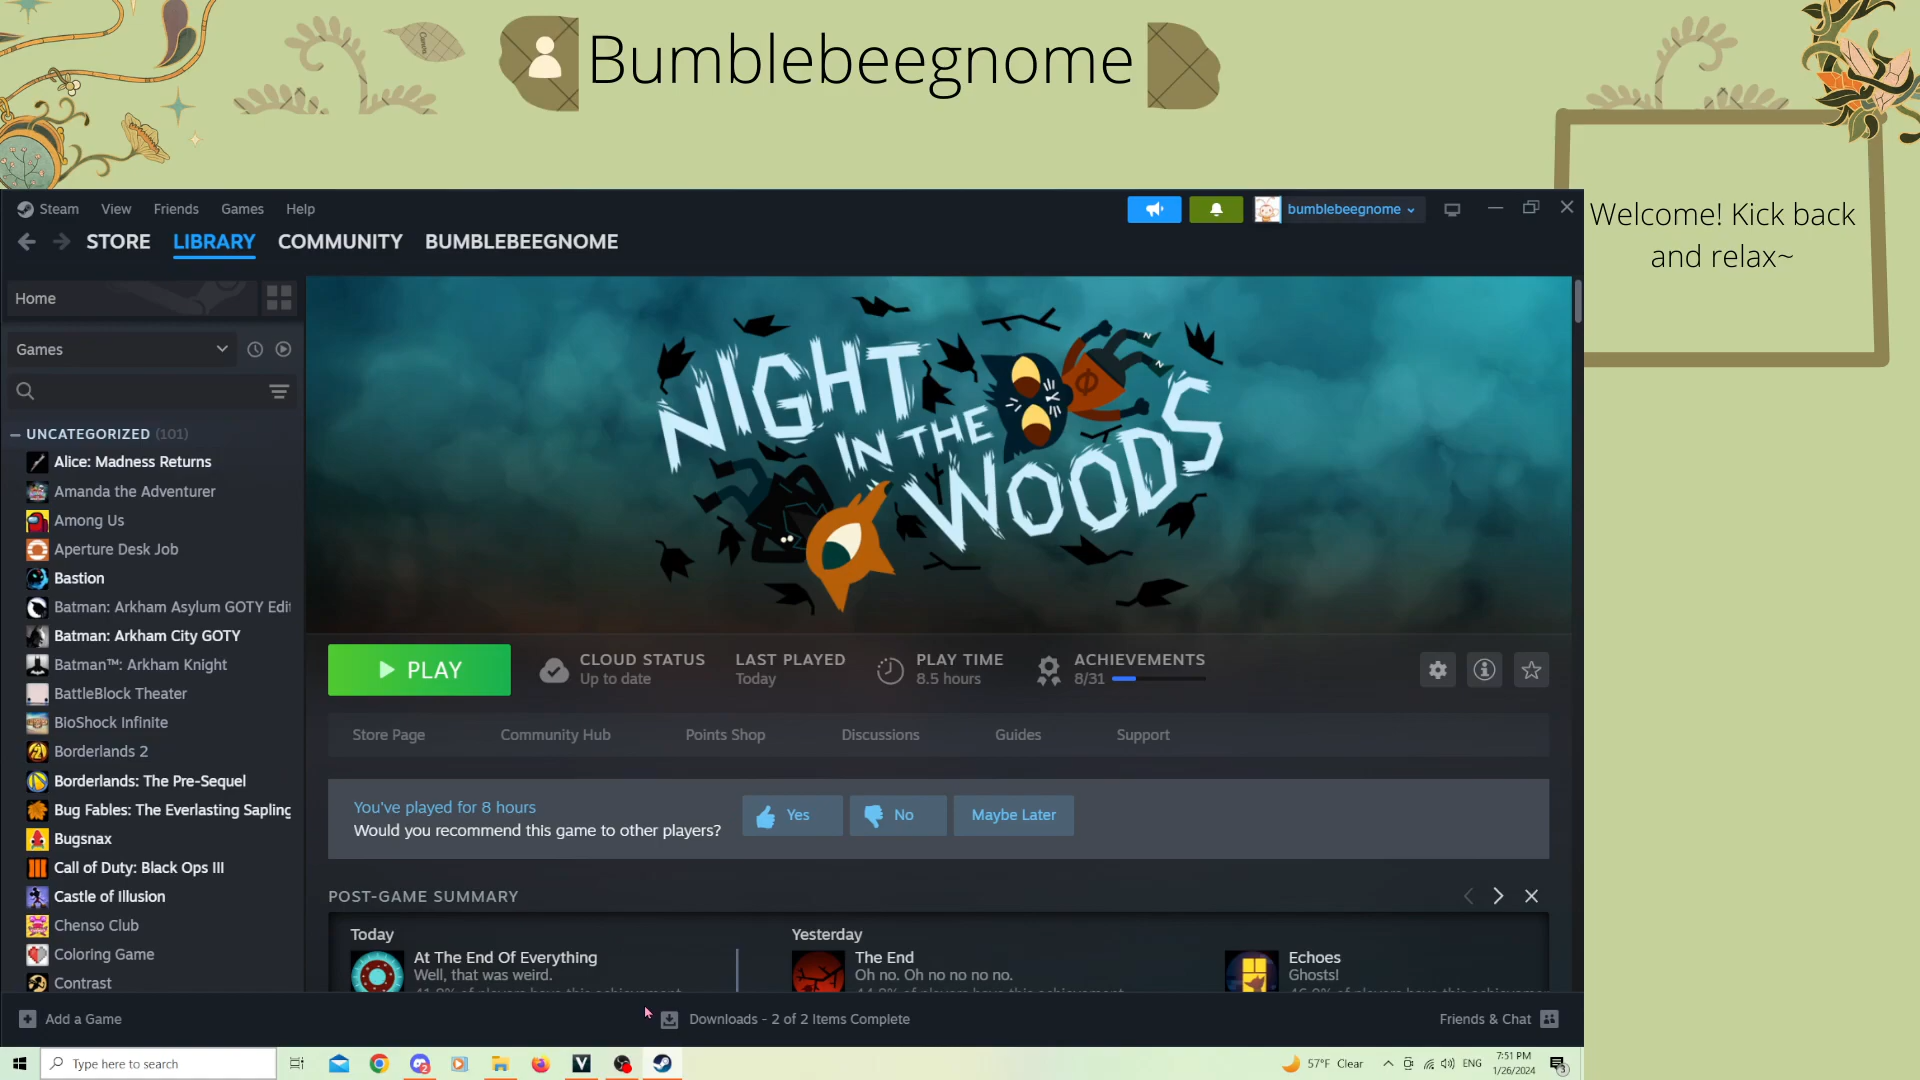 Bumblebeegnome
Welcome! Kick back
and relax~
Steam View Friends Games Help
bumblebeegnome
STORE LIBRARY COMMUNITY BUMBLEBEEGNOME
Home
Games
UNCATEGORIZED (101)
Alice: Madness Returns
Amanda the Adventurer
Among Us
Aperture Desk Job
Bastion
Batman: Arkham Asylum GOTY Edit
Batman: Arkham City GOTY
Batman™: Arkham Knight
BattleBlock Theater
BioShock Infinite
Borderlands 2
Borderlands: The Pre-Sequel
Bug Fables: The Everlasting Sapling
Bugsnax
Call of Duty: Black Ops III
Castle of Illusion
Chenso Club
Coloring Game
Contrast
NIGHT
IN THE
WOODS
PLAY
CLOUD STATUS
Up to date
LAST PLAYED
Today
PLAY TIME
8.5 hours
ACHIEVEMENTS
8/31
Store Page Community Hub Points Shop Discussions Guides Support
You've played for 8 hours
Would you recommend this game to other players?
Yes No Maybe Later
POST-GAME SUMMARY
Today
At The End Of Everything
Well, that was weird.
Yesterday
The End
Oh no. Oh no no no no.
Echoes
Ghosts!
Add a Game
Downloads - 2 of 2 Items Complete
Friends & Chat
Type here to search
57°F Clear
ENG
7:51 PM
1/26/2024
3